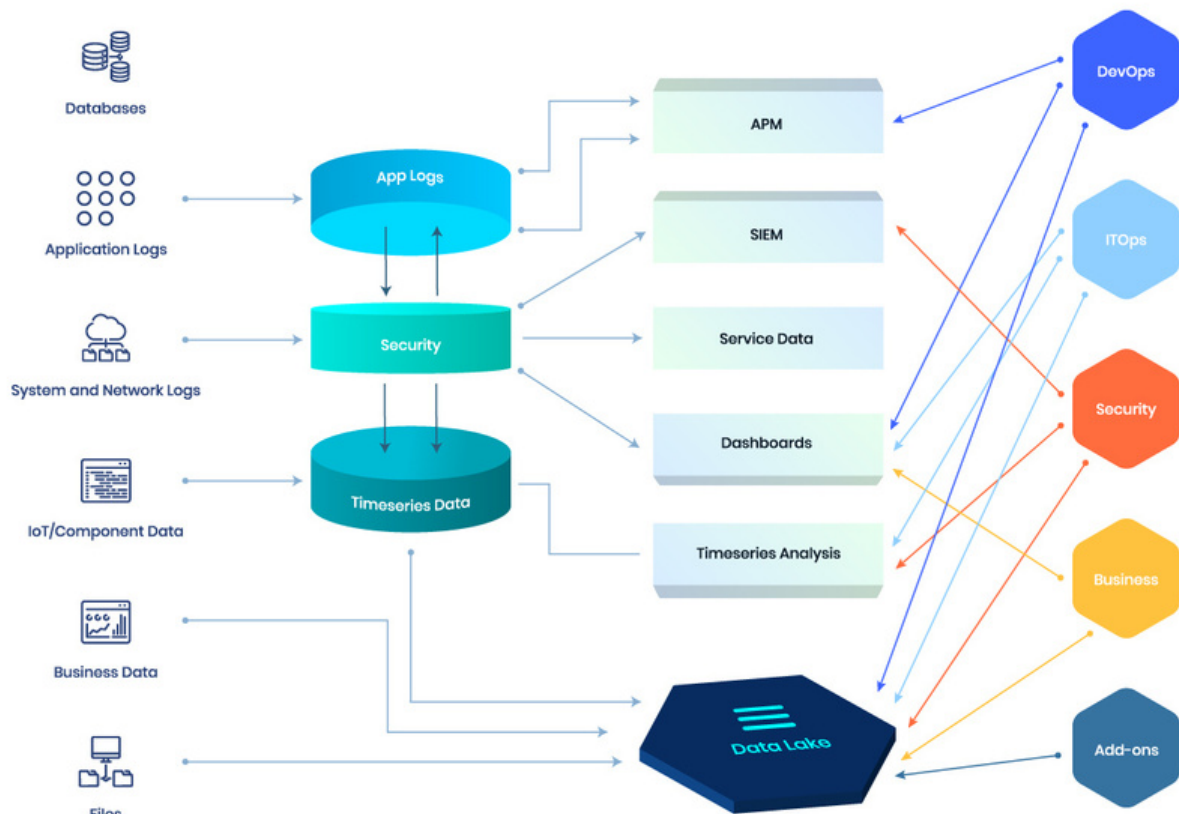 Databases
Application Logs
System and Network Logs
IoT/Component Data
Business Data
Files
App Logs
Security
Timeseries Data
APM
SIEM
Service Data
Dashboards
Timeseries Analysis
Data Lake
DevOps
ITOps
Security
Business
Add-ons